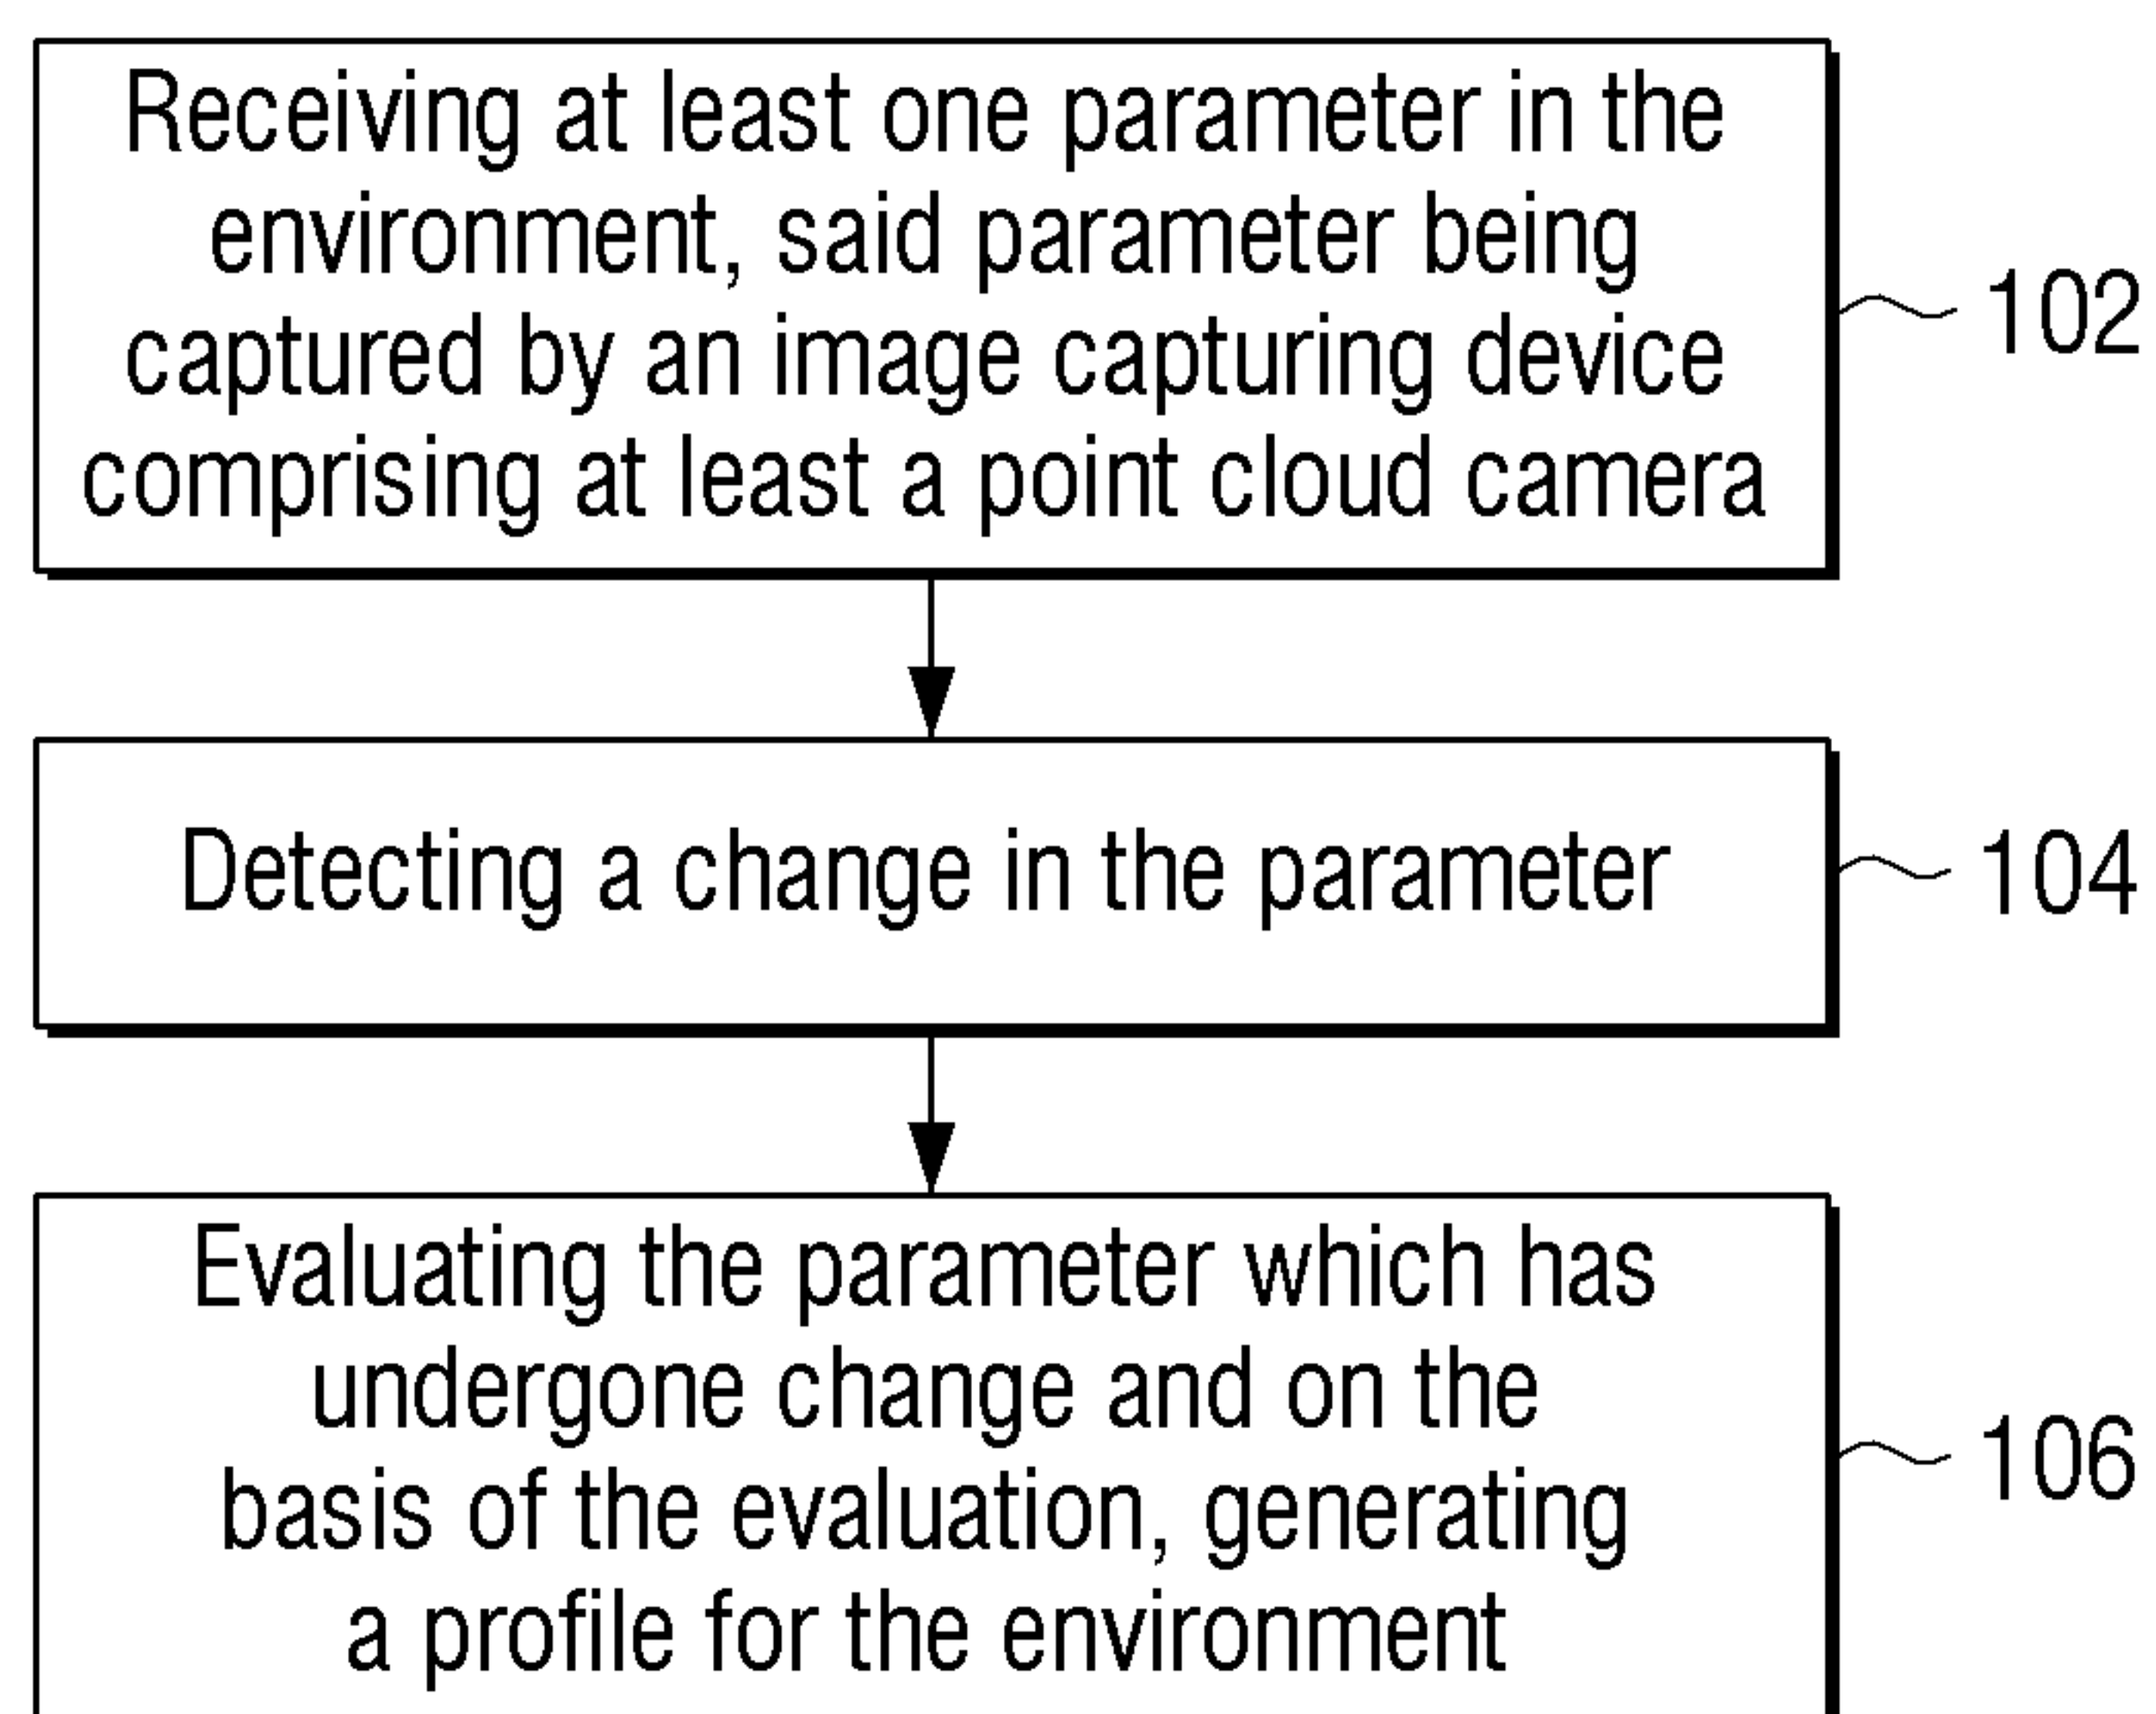 Receiving at least one parameter in the
environment, said parameter being
captured by an image capturing device
comprising at least a point cloud camera
102
Detecting a change in the parameter
104
Evaluating the parameter which has
undergone change and on the
basis of the evaluation, generating
a profile for the environment
106